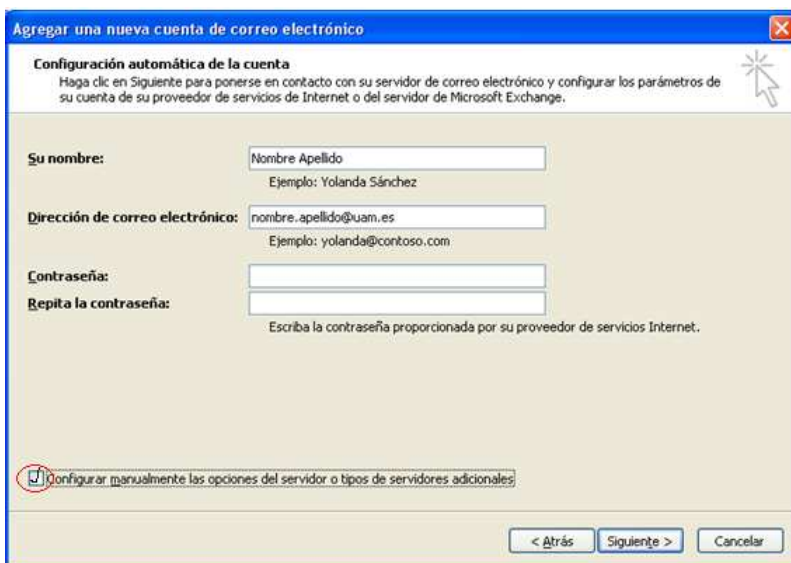 Agregar una nueva cuenta de correo electrónico
Configuración automática de la cuenta
Haga clic en Siguiente para ponerse en contacto con su servidor de correo electrónico y configurar los parámetros de
su cuenta de su proveedor de servicios de Internet o del servidor de Microsoft Exchange.
Su nombre: Nombre Apellido
Ejemplo: Yolanda Sánchez
Dirección de correo electrónico: nombre.apellido@uam.es
Ejemplo: yolanda@contoso.com
Contraseña:
Repita la contraseña:
Escriba la contraseña proporcionada por su proveedor de servicios Internet.
Configurar manualmente las opciones del servidor o tipos de servidores adicionales
< Atrás Siguiente > Cancelar